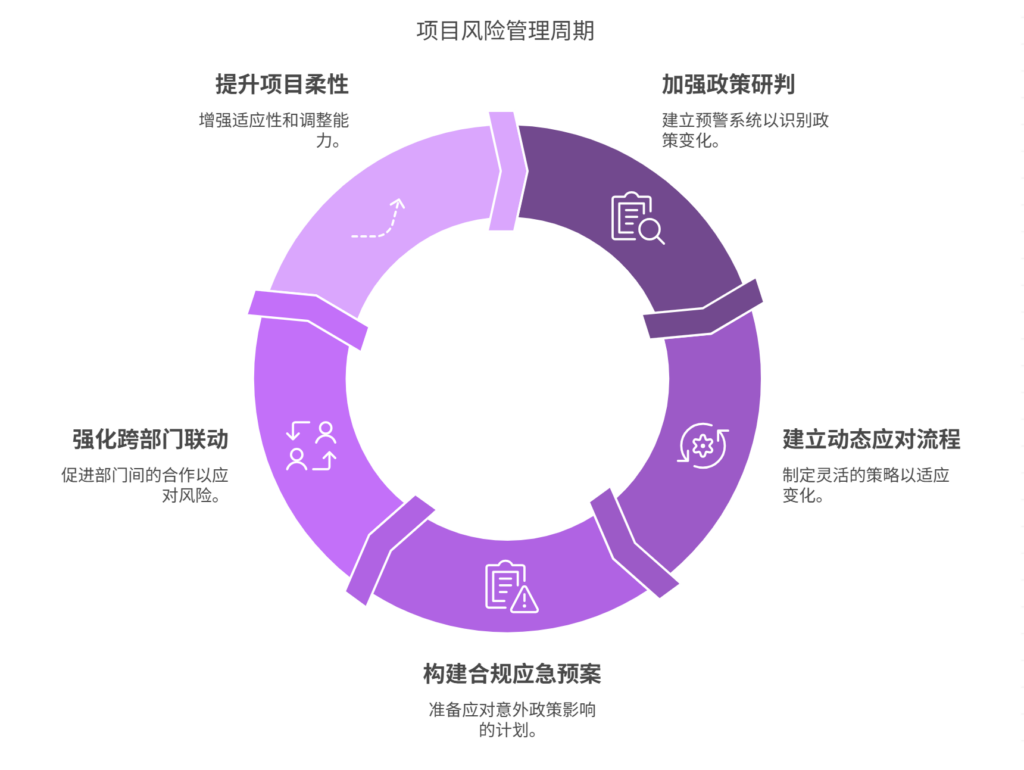 项目风险管理周期
提升项目柔性
增强适应性和调整能
力。
加强政策研判
建立预警系统以识别政
策变化。
强化跨部门联动
促进部门间的合作以应
对风险。
建立动态应对流程
制定灵活的策略以适应
变化。
构建合规应急预案
准备应对意外政策影响
的计划。